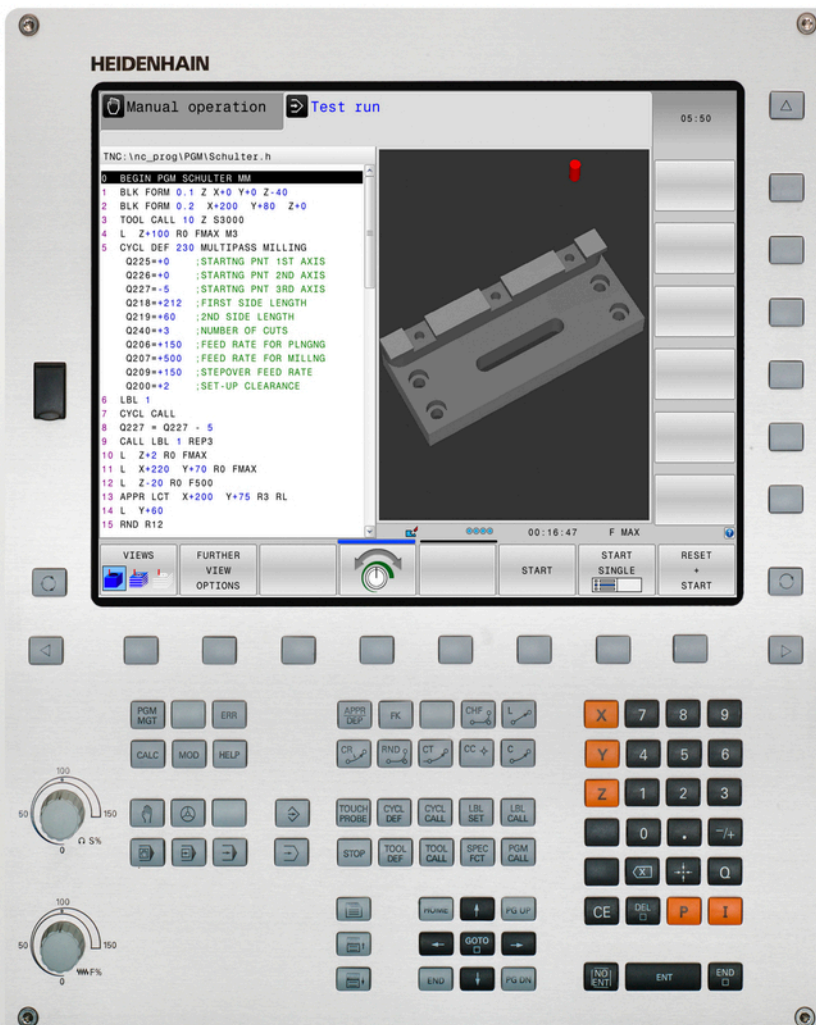 HEIDENHAIN
Manual operation
Test run
05:50
TNC:\nc_prog\PGM\Schulter.h
0 BEGIN PGM SCHULTER MM
1 BLK FORM 0.1 Z X+0 Y+0 Z-40
2 BLK FORM 0.2 X+200 Y+80 Z+0
3 TOOL CALL 10 Z S3000
4 L Z+100 R0 FMAX M3
5 CYCL DEF 230 MULTIPASS MILLING
Q225=+0 ;STARTNG PNT 1ST AXIS
Q226=+0 ;STARTNG PNT 2ND AXIS
Q227=-5 ;STARTNG PNT 3RD AXIS
Q218=+212 ;FIRST SIDE LENGTH
Q219=+60 ;2ND SIDE LENGTH
Q240=+3 ;NUMBER OF CUTS
Q206=+150 ;FEED RATE FOR PLNGNG
Q207=+500 ;FEED RATE FOR MILLNG
Q209=+150 ;STEPOVER FEED RATE
Q200=+2 ;SET-UP CLEARANCE
6 LBL 1
7 CYCL CALL
8 Q227 = Q227 - 5
9 CALL LBL 1 REP3
10 L Z+2 R0 FMAX
11 L X+220 Y+70 R0 FMAX
12 L Z-20 R0 F500
13 APPR LCT X+200 Y+75 R3 RL
14 L Y+60
15 RND R12
00:16:47 F MAX
VIEWS
FURTHER
VIEW
OPTIONS
START
START
SINGLE
RESET
+
START
PGM
MGT
ERR
APPR
DEP
FK
CHF
L
X
7
8
9
CALC
MOD
HELP
CR
RND
CT
CC
C
Y
4
5
6
100
50
150
0
S%
TOUCH
PROBE
CYCL
DEF
CYCL
CALL
LBL
SET
LBL
CALL
Z
1
2
3
STOP
TOOL
DEF
TOOL
CALL
SPEC
FCT
PGM
CALL
0
.
-/+
Q
100
50
150
0
F%
HOME
PG UP
CE
DEL
P
I
GOTO
END
PG DN
NO
ENT
ENT
END